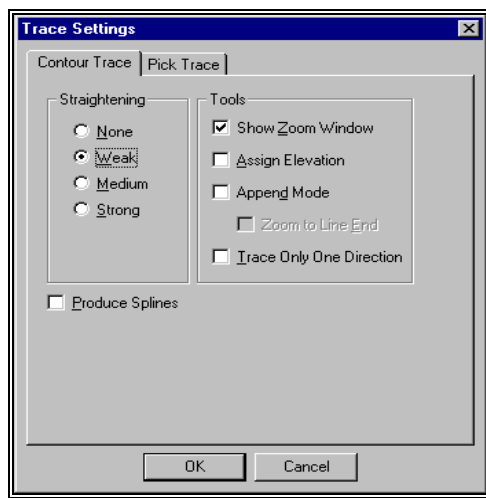 Trace Settings
Contour Trace
Pick Trace
Straightening
None
Weak
Medium
Strong
Tools
Show Zoom Window
Assign Elevation
Append Mode
Zoom to Line End
Trace Only One Direction
Produce Splines
OK
Cancel